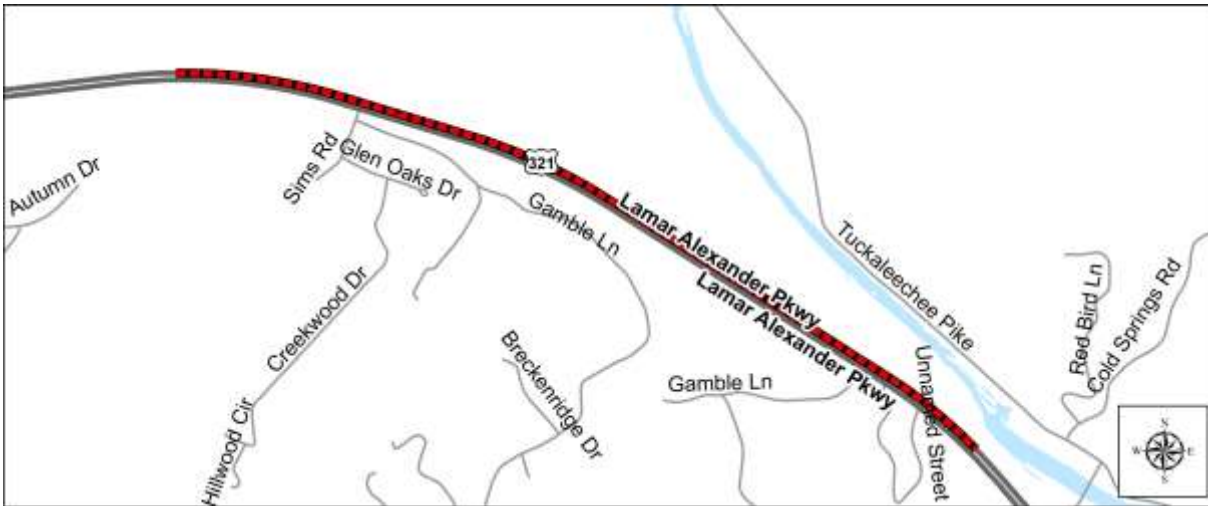 321
Autumn Dr
Sims Rd
Glen Oaks Dr
Gamble Ln
Lamar Alexander Pkwy
Lamar Alexander Pkwy
Tuckaleechee Pike
Red Bird Ln
Cold Springs Rd
Creekwood Dr
Breckenridge Dr
Gamble Ln
Unnamed Street
Hillwood Cir
S
W
E
S